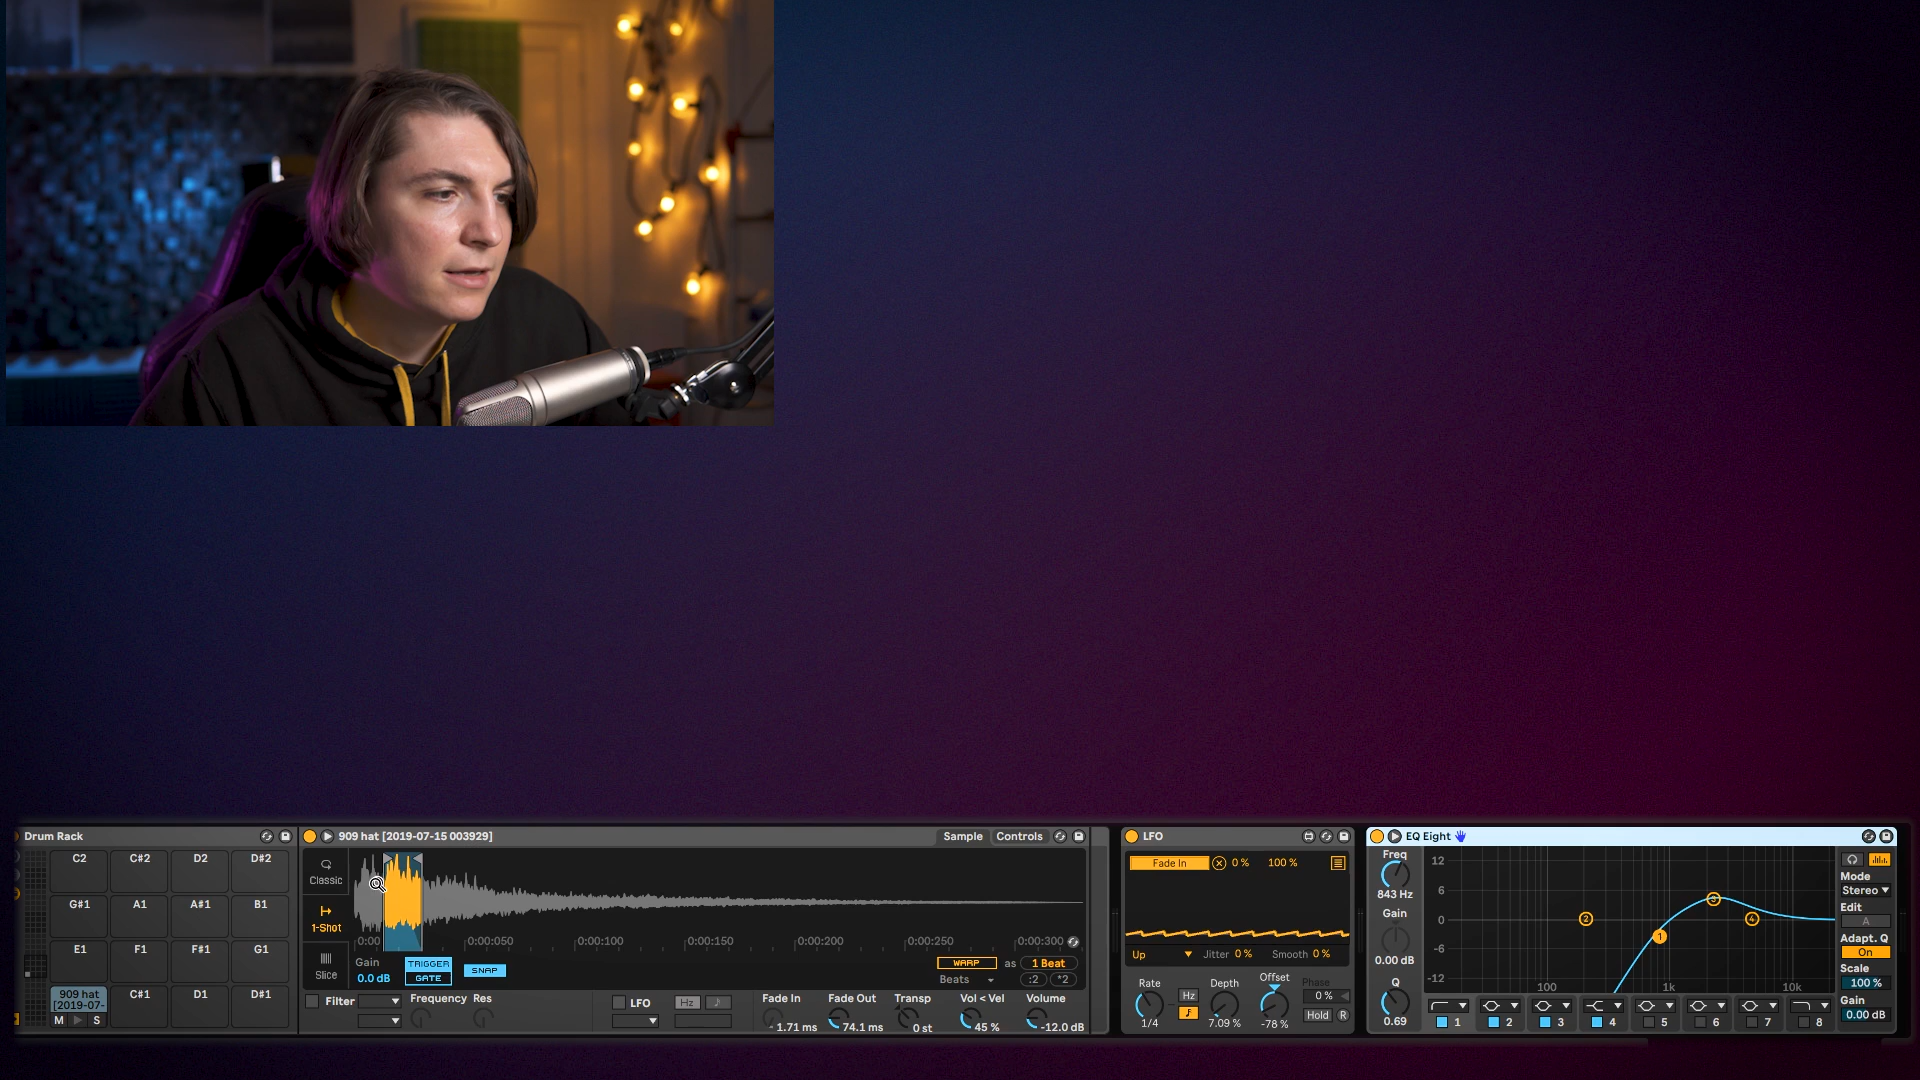 Drum Rack
C2 C#2 D2 D#2
G#1 A1 A#1 B1
E1 F1 F#1 G1
909 hat
[2019-07-
C#1 D1 D#1
M S
909 hat [2019-07-15 003929]
Sample Controls
Classic
1-Shot
Slice
0:00 0:00:050 0:00:100 0:00:150 0:00:200 0:00:250 0:00:300
Gain
0.0 dB
TRIGGER
GATE
SNAP
WARP as 1 Beat
Beats :2 *2
Filter Frequency Res
LFO Hz
Fade In Fade Out Transp Vol < Vel Volume
1.71 ms 74.1 ms 0 st 45 % -12.0 dB
LFO
Fade In 0 % 100 %
Up Jitter 0 % Smooth 0 %
Rate Hz Depth Offset Phase
0 %
1/4 7.09 % -78 % Hold R
EQ Eight
Freq
843 Hz
Gain
0.00 dB
Q
0.69
12
6
0
-6
-12
100 1k 10k
1 2 3 4
1 2 3 4 5 6 7 8
Mode
Stereo
Edit
A
Adapt. Q
On
Scale
100 %
Gain
0.00 dB